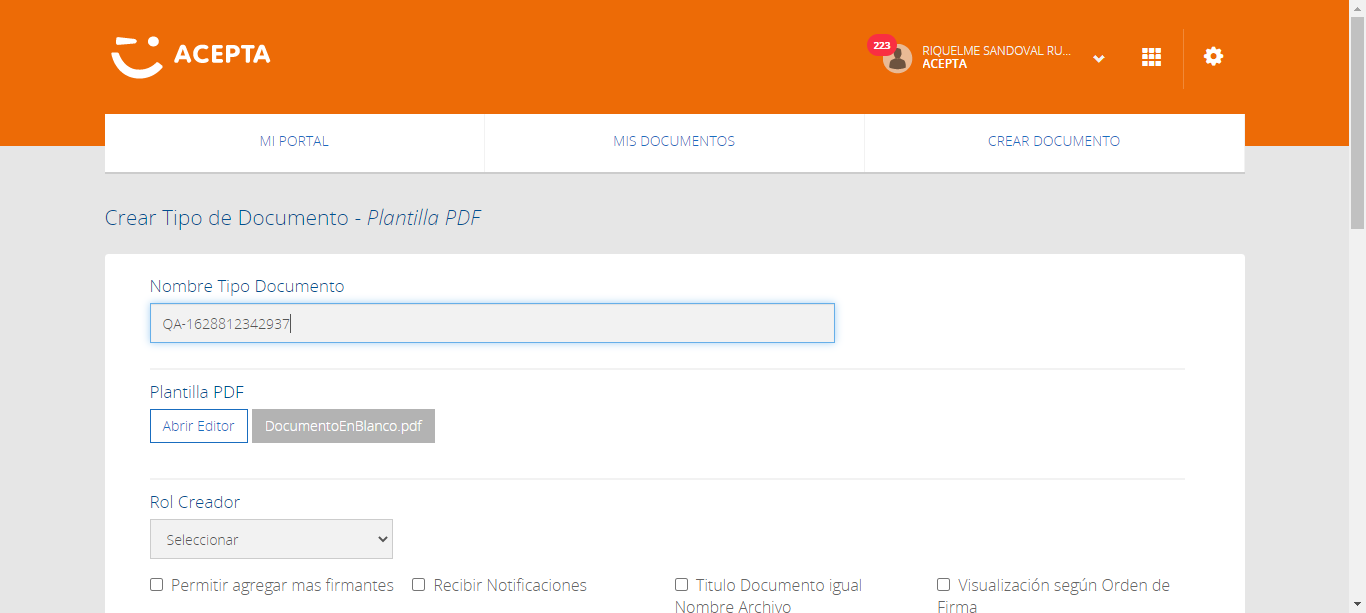 ACEPTA
223
RIQUELME SANDOVAL RU...
ACEPTA
MI PORTAL
MIS DOCUMENTOS
CREAR DOCUMENTO
Crear Tipo de Documento - Plantilla PDF
Nombre Tipo Documento
QA-1628812342937
Plantilla PDF
Abrir Editor
DocumentoEnBlanco.pdf
Rol Creador
Seleccionar
Permitir agregar mas firmantes
Recibir Notificaciones
Titulo Documento igual
Nombre Archivo
Visualización según Orden de
Firma